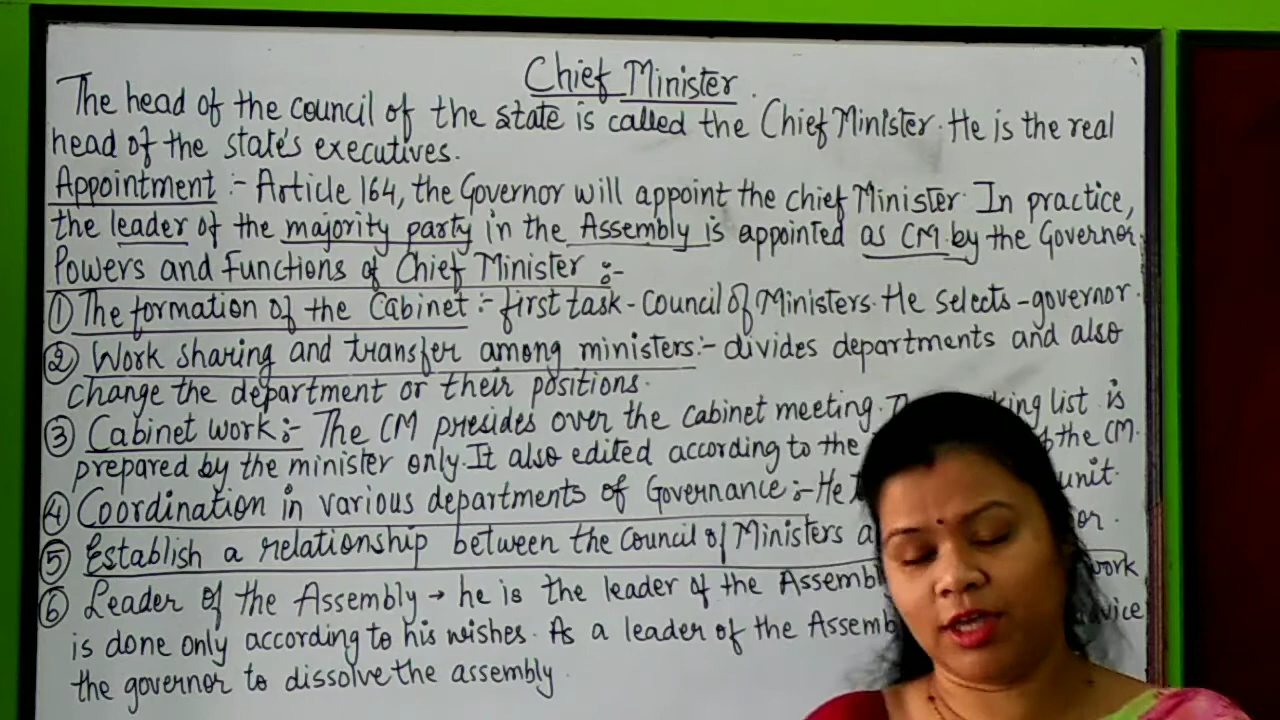 Chief Minister.
The head of the council of the state is called the Chief Minister. He is the real
head of the state's executives.
Appointment :- Article 164, the Governor will appoint the chief Minister. In practice,
the leader of the majority party in the Assembly is appointed as CM by the Governor.
Powers and Functions of Chief Minister :-
① The formation of the Cabinet :- first task - Council of Ministers. He selects - governor.
② Work sharing and transfer among ministers :- divides departments and also
change the department or their positions.
③ Cabinet work :- The CM presides over the cabinet meeting. list is
prepared by the minister only. It also edited according to the the CM.
④ Coordination in various departments of Governance :- He unit.
⑤ Establish a relationship between the Council of Ministers
⑥ Leader of the Assembly → he is the leader of the work
is done only according to his wishes. As a leader of the
the governor to dissolve the assembly.